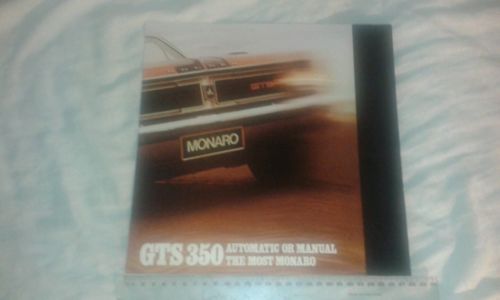 MONARO
GTS 350 AUTOMATIC OR MANUAL
THE MOST MONARO